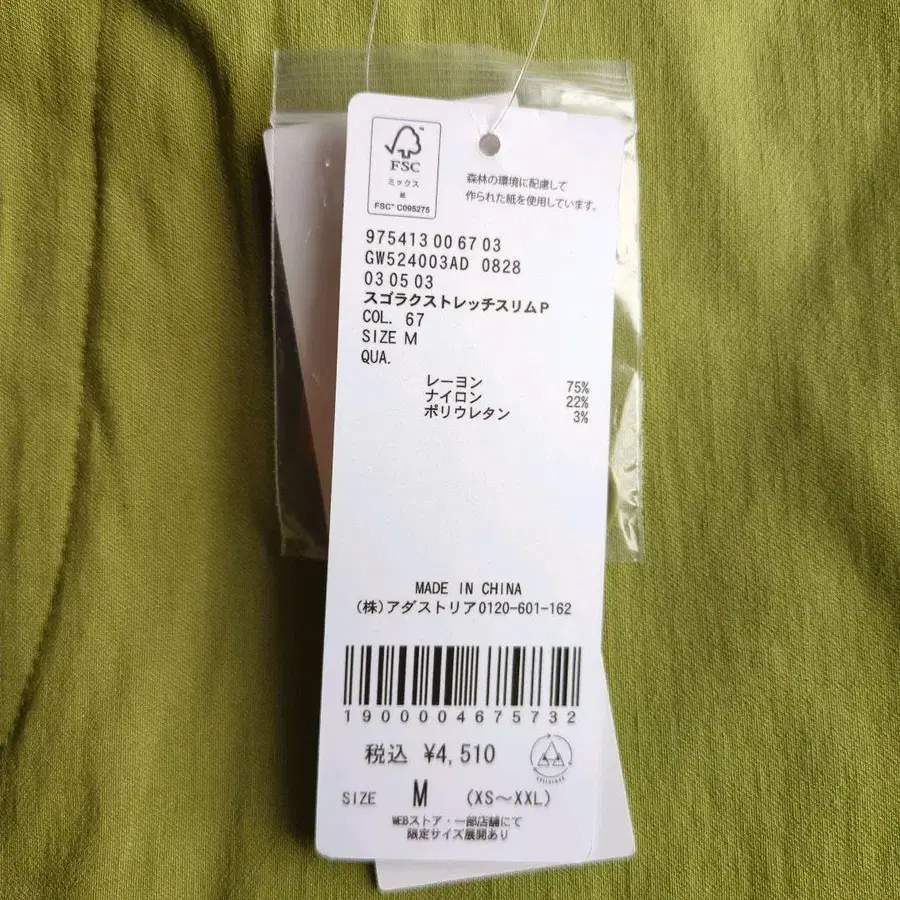 FSC™
ミックス
紙
FSC® C095275
森林の環境に配慮して
作られた紙を使用しています。
975413 00 67 03
GW524003AD 0828
03 05 03
スゴラクストレッチスリムP
COL. 67
SIZE M
QUA.
レーヨン 75%
ナイロン 22%
ポリウレタン 3%
MADE IN CHINA
(株)アダストリア0120-601-162
1900004675732
税込 ¥4,510
SIZE M (XS〜XXL)
WEBストア・一部店舗にて
限定サイズ展開あり